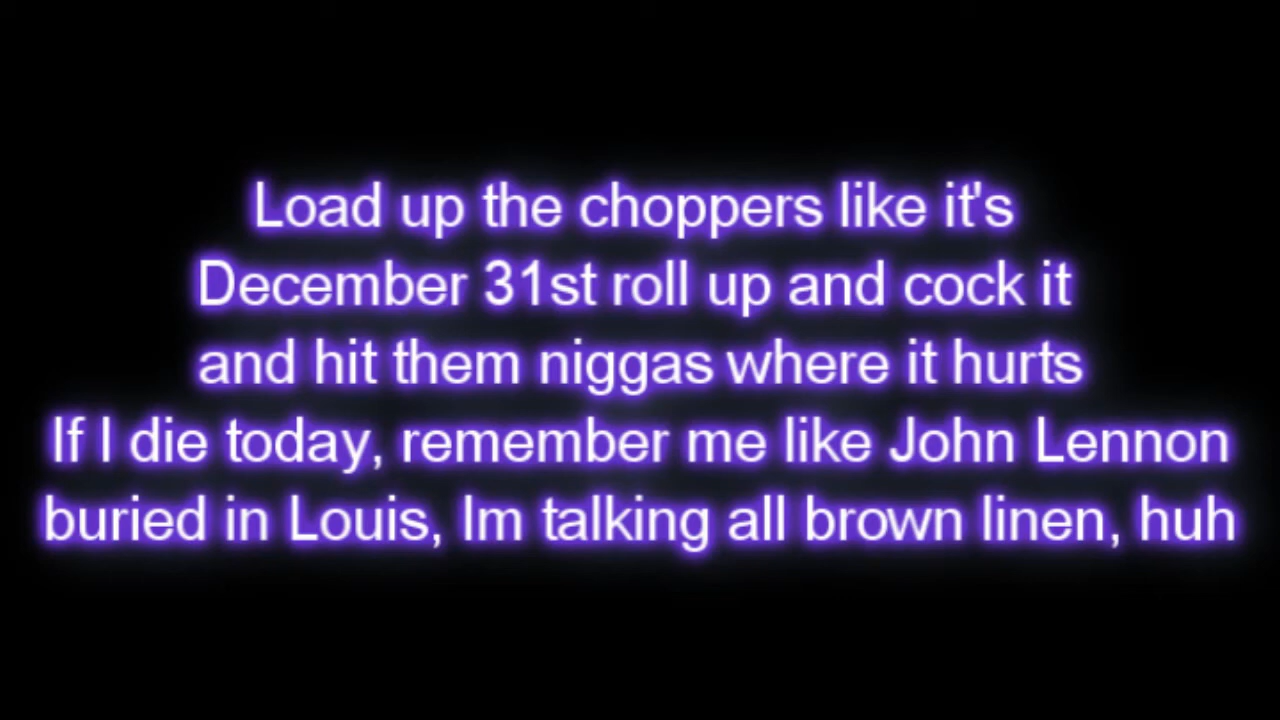 Load up the choppers like it's
December 31st roll up and cock it
and hit them niggas where it hurts
If I die today, remember me like John Lennon
buried in Louis, Im talking all brown linen, huh